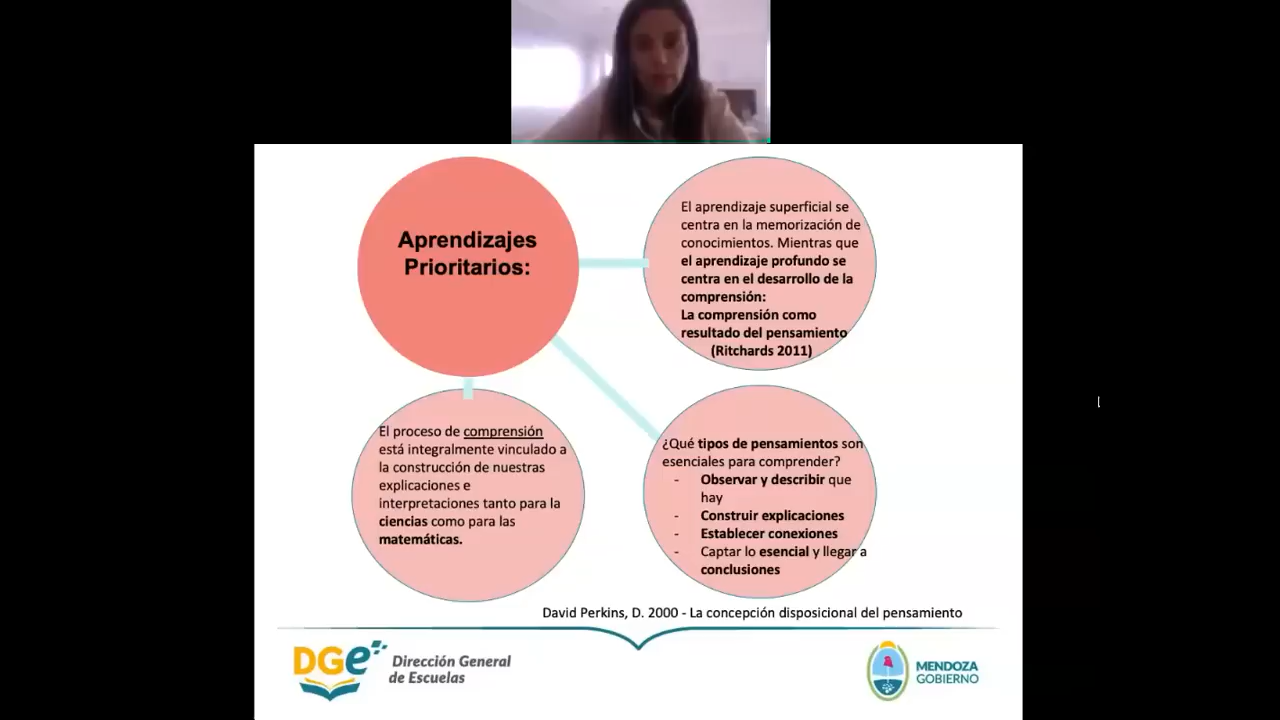 Aprendizajes
Prioritarios:
El aprendizaje superficial se
centra en la memorización de
conocimientos. Mientras que
el aprendizaje profundo se
centra en el desarrollo de la
comprensión:
La comprensión como
resultado del pensamiento
(Ritchards 2011)
El proceso de comprensión
está integralmente vinculado a
la construcción de nuestras
explicaciones e
interpretaciones tanto para la
ciencias como para las
matemáticas.
¿Qué tipos de pensamientos son
esenciales para comprender?
- Observar y describir que
hay
- Construir explicaciones
- Establecer conexiones
- Captar lo esencial y llegar a
conclusiones
David Perkins, D. 2000 - La concepción disposicional del pensamiento
DGe
Dirección General
de Escuelas
MENDOZA
GOBIERNO